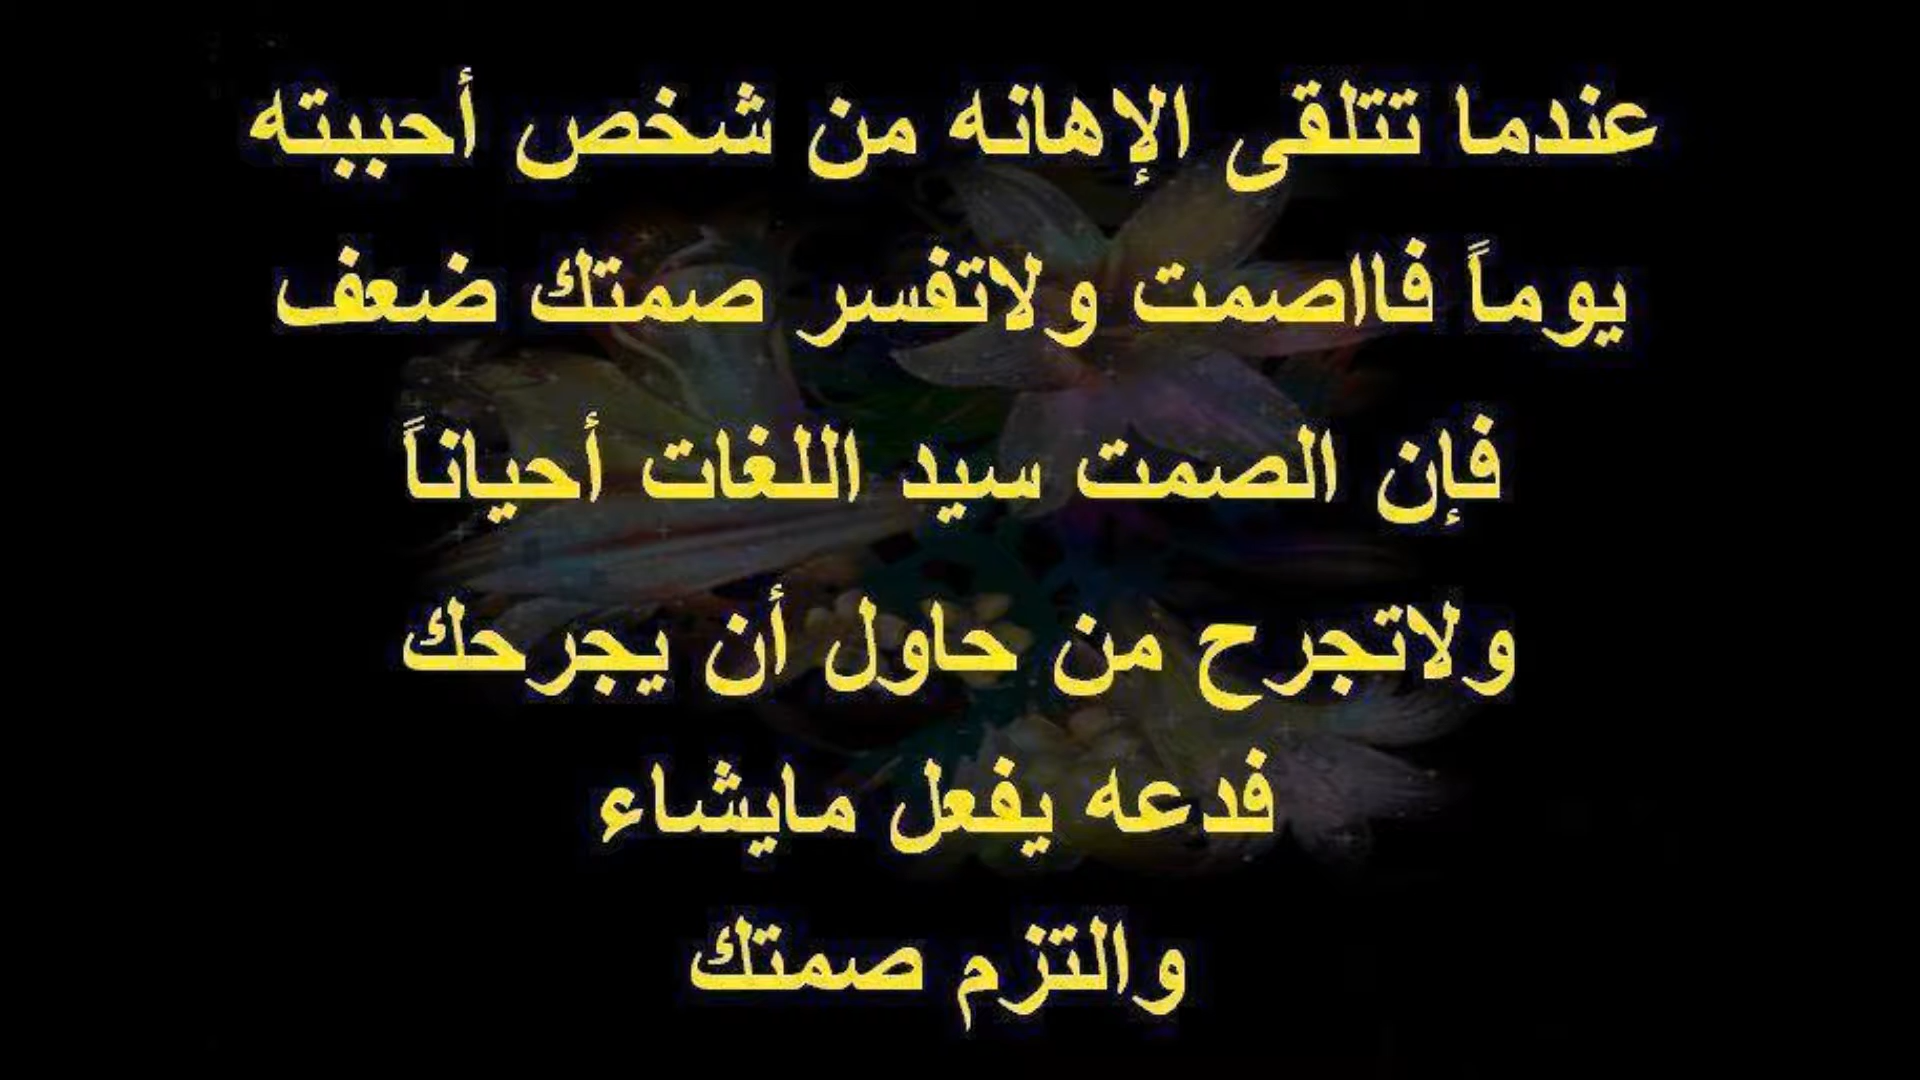 عندما تتلقى الإهانه من شخص أحببته
يوماً فااصمت ولاتفسر صمتك ضعف
فإن الصمت سيد اللغات أحياناً
ولاتجرح من حاول أن يجرحك
فدعه يفعل مايشاء
والتزم صمتك